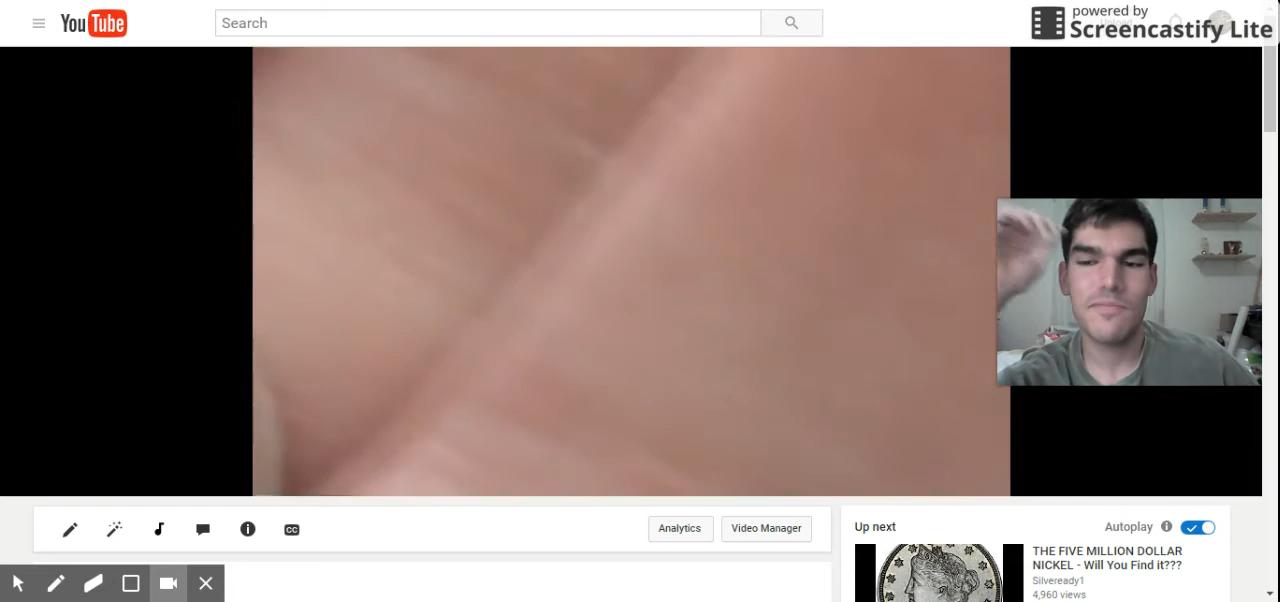 YouTube
Search
powered by
Screencastify Lite
CC
Analytics
Video Manager
Up next
Autoplay
THE FIVE MILLION DOLLAR
NICKEL - Will You Find it???
Silveready1
4,960 views